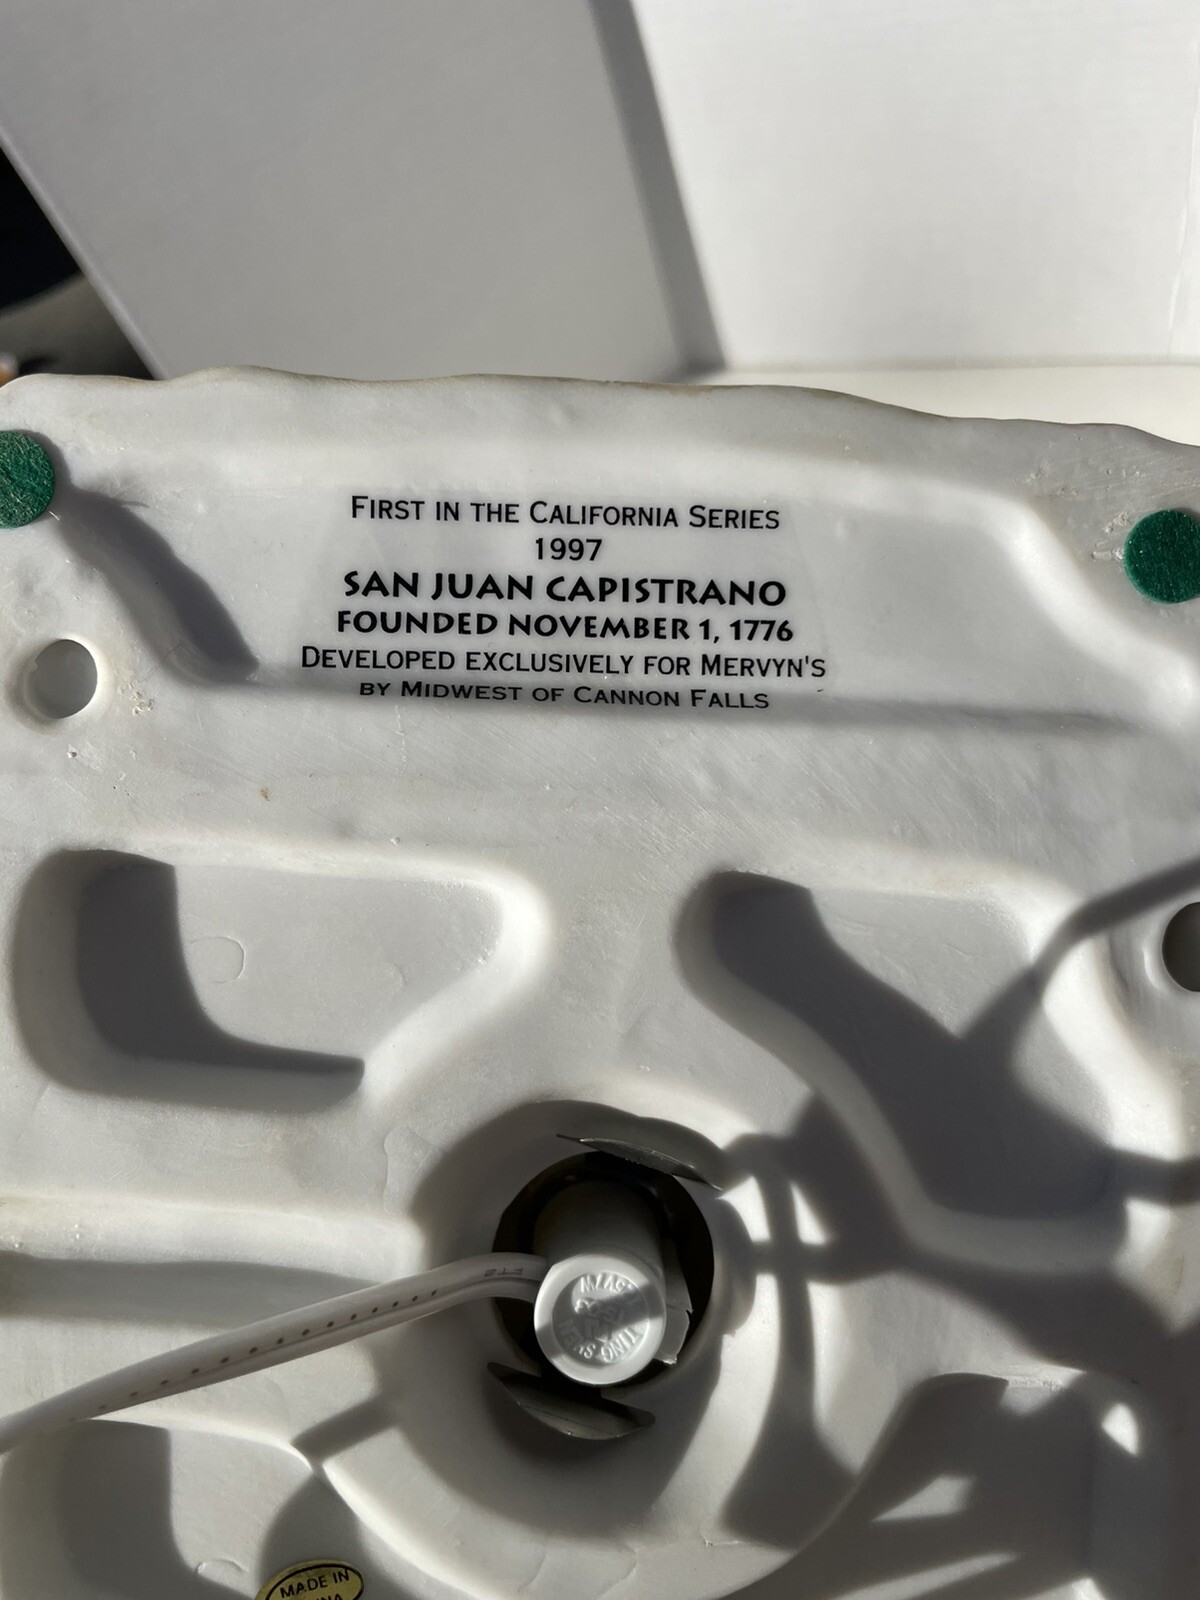 First in the California Series
1997
SAN JUAN CAPISTRANO
FOUNDED NOVEMBER 1, 1776
Developed exclusively for Mervyn's
by Midwest of Cannon Falls
MADE IN